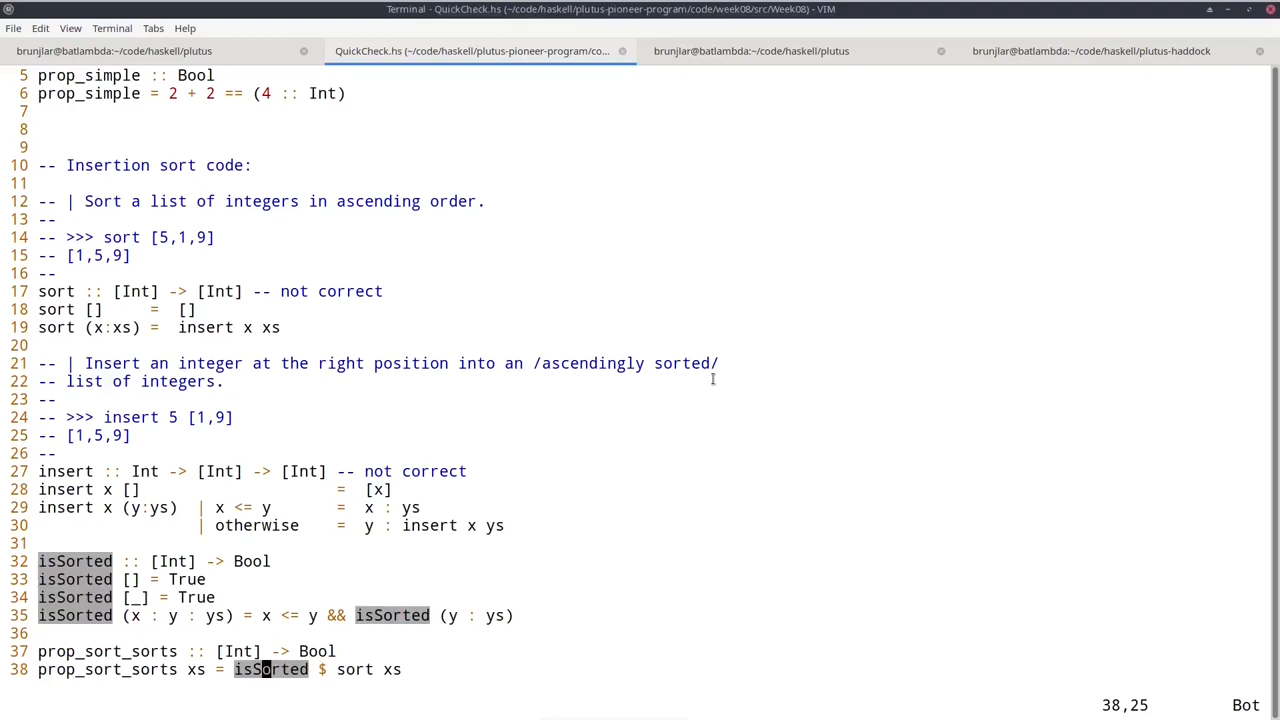 Terminal - QuickCheck.hs (~/code/haskell/plutus-pioneer-program/code/week08/src/Week08) - VIM
File Edit View Terminal Tabs Help
brunjlar@batlambda:~/code/haskell/plutus QuickCheck.hs (~/code/haskell/plutus-pioneer-program/co... brunjlar@batlambda:~/code/haskell/plutus brunjlar@batlambda:~/code/haskell/plutus-haddock
5 prop_simple :: Bool
6 prop_simple = 2 + 2 == (4 :: Int)
7
8
9
10 -- Insertion sort code:
11
12 -- | Sort a list of integers in ascending order.
13 --
14 -- >>> sort [5,1,9]
15 -- [1,5,9]
16 --
17 sort :: [Int] -> [Int] -- not correct
18 sort []     =  []
19 sort (x:xs) =  insert x xs
20
21 -- | Insert an integer at the right position into an /ascendingly sorted/
22 -- list of integers.
23 --
24 -- >>> insert 5 [1,9]
25 -- [1,5,9]
26 --
27 insert :: Int -> [Int] -> [Int] -- not correct
28 insert x []                     =  [x]
29 insert x (y:ys)  | x <= y       =  x : ys
30                  | otherwise    =  y : insert x ys
31
32 isSorted :: [Int] -> Bool
33 isSorted [] = True
34 isSorted [_] = True
35 isSorted (x : y : ys) = x <= y && isSorted (y : ys)
36
37 prop_sort_sorts :: [Int] -> Bool
38 prop_sort_sorts xs = isSorted $ sort xs
38,25 Bot